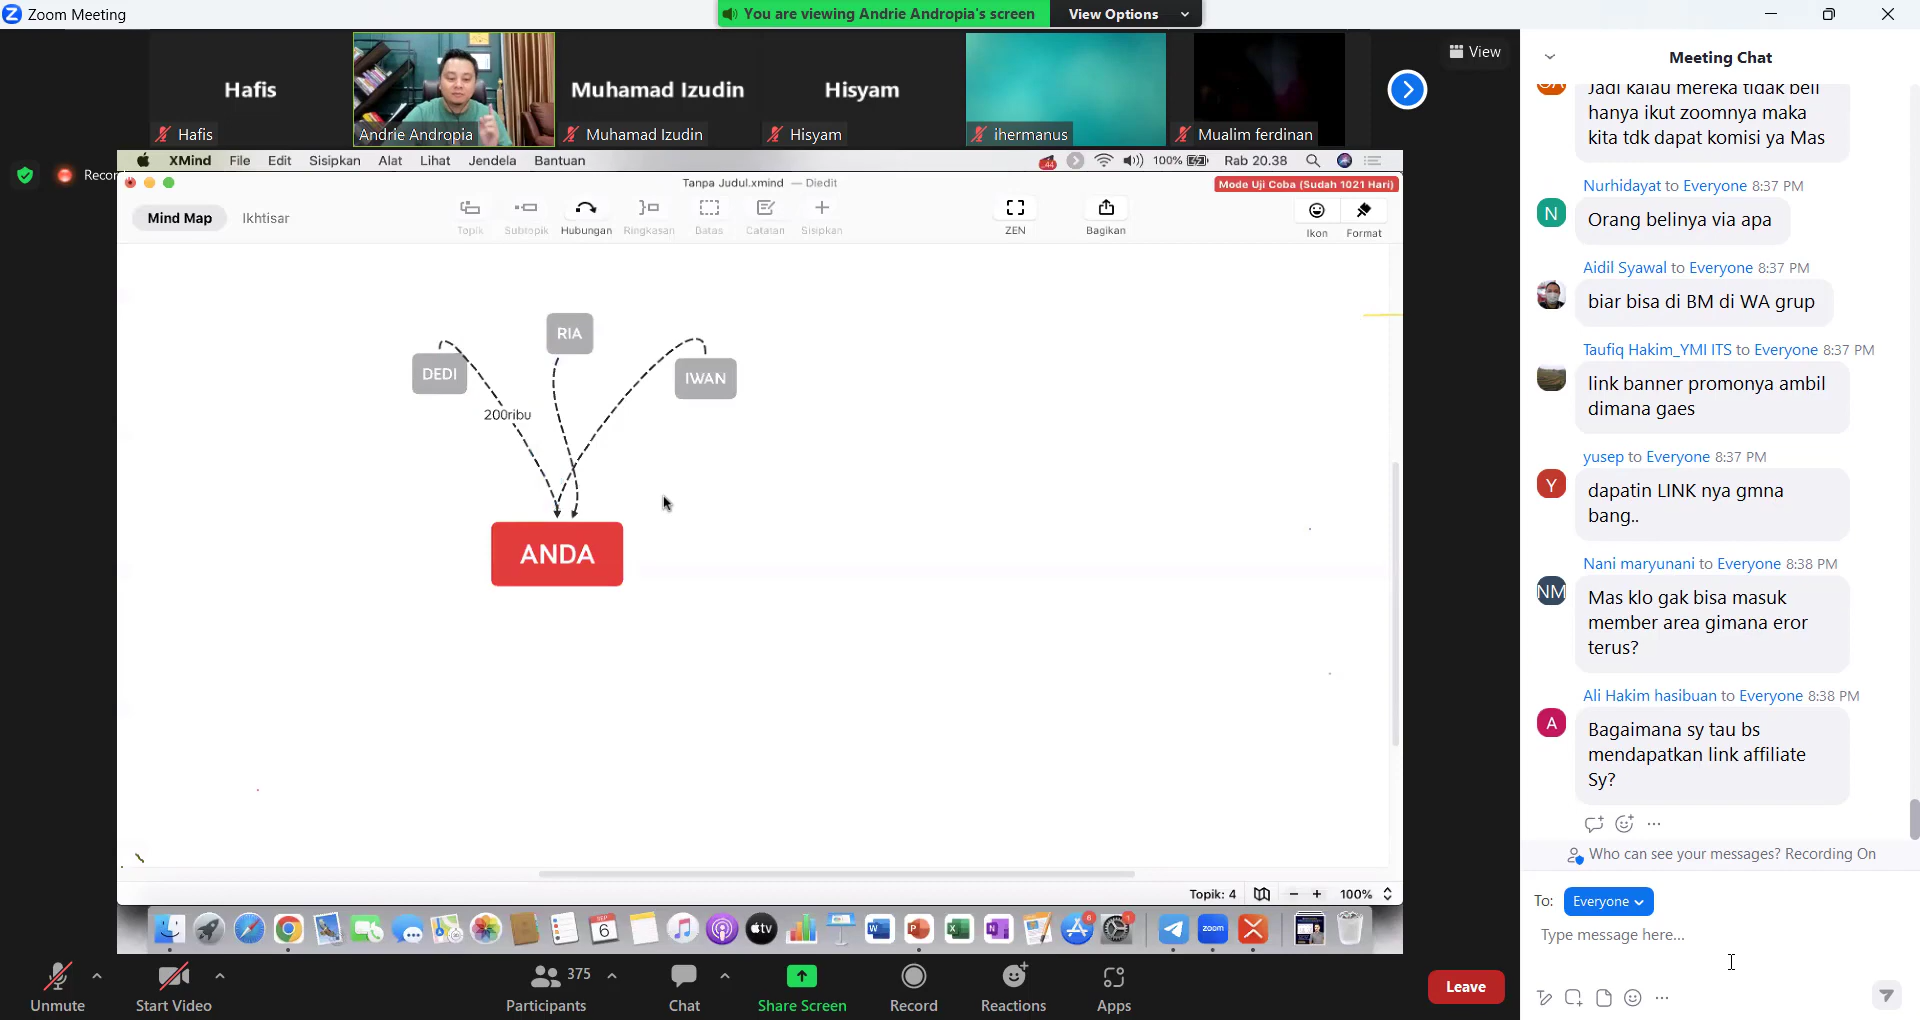 Zoom Meeting
You are viewing Andrie Andropia's screen
View Options
View
Hafis
Hafis
Andrie Andropia
Muhamad Izudin
Muhamad Izudin
Hisyam
Hisyam
ihermanus
Mualim ferdinan
Recor
XMind File Edit Sisipkan Alat Lihat Jendela Bantuan
100% Rab 20.38
Tanpa Judul.xmind — Diedit
Mode Uji Coba (Sudah 1021 Hari)
Mind Map Ikhtisar
Topik Subtopik Hubungan Ringkasan Batas Catatan Sisipkan ZEN Bagikan Ikon Format
RIA
DEDI
IWAN
200ribu
ANDA
Topik: 4
100%
SEP
6
zoom
Unmute
Start Video
375
Participants
Chat
Share Screen
Record
Reactions
Apps
Leave
Meeting Chat
Jadi kalau mereka tidak beli
hanya ikut zoomnya maka
kita tdk dapat komisi ya Mas
Nurhidayat to Everyone 8:37 PM
N
Orang belinya via apa
Aidil Syawal to Everyone 8:37 PM
biar bisa di BM di WA grup
Taufiq Hakim_YMI ITS to Everyone 8:37 PM
link banner promonya ambil
dimana gaes
yusep to Everyone 8:37 PM
Y
dapatin LINK nya gmna
bang..
Nani maryunani to Everyone 8:38 PM
NM
Mas klo gak bisa masuk
member area gimana eror
terus?
Ali Hakim hasibuan to Everyone 8:38 PM
A
Bagaimana sy tau bs
mendapatkan link affiliate
Sy?
Who can see your messages? Recording On
To: Everyone
Type message here...